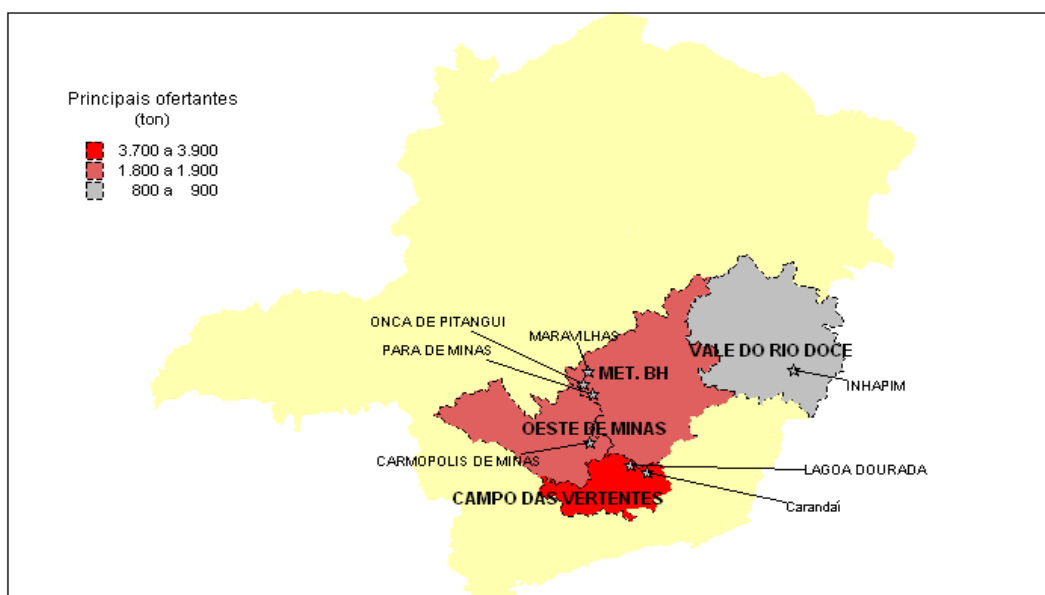 Principais ofertantes
(ton)
3.700 a 3.900
1.800 a 1.900
800 a 900
ONCA DE PITANGUI
MARAVILHAS
PARA DE MINAS
VALE DO RIO DOCE
MET. BH
INHAPIM
OESTE DE MINAS
CARMOPOLIS DE MINAS
LAGOA DOURADA
CAMPO DAS VERTENTES
Carandaí